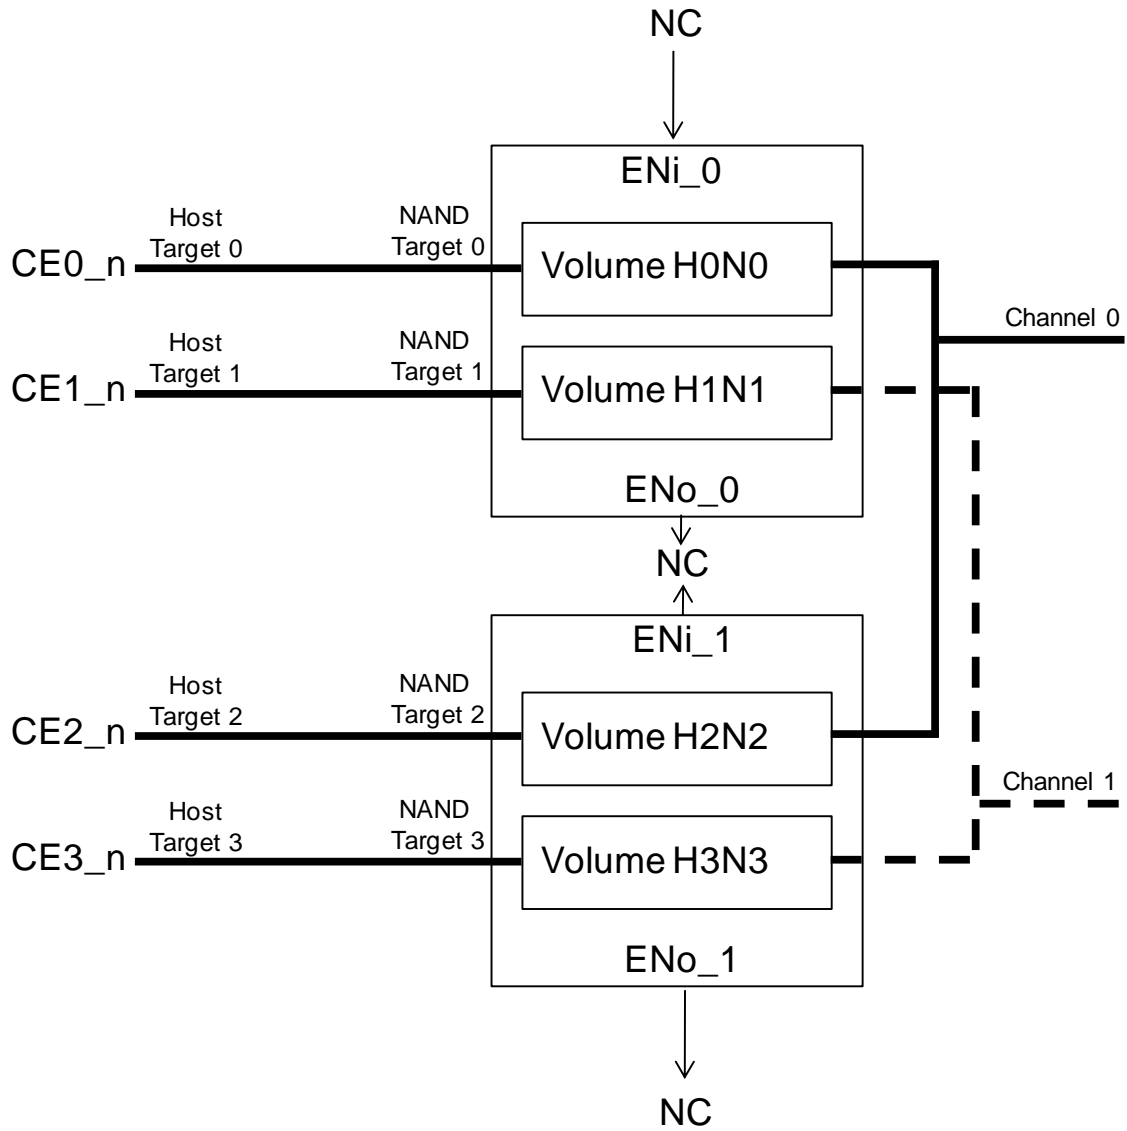 NC
ENi_0
Host
Target 0
NAND
Target 0
CE0_n
Volume H0N0
Channel 0
Host
Target 1
NAND
Target 1
CE1_n
Volume H1N1
ENo_0
NC
ENi_1
Host
Target 2
NAND
Target 2
CE2_n
Volume H2N2
Channel 1
Host
Target 3
NAND
Target 3
CE3_n
Volume H3N3
ENo_1
NC